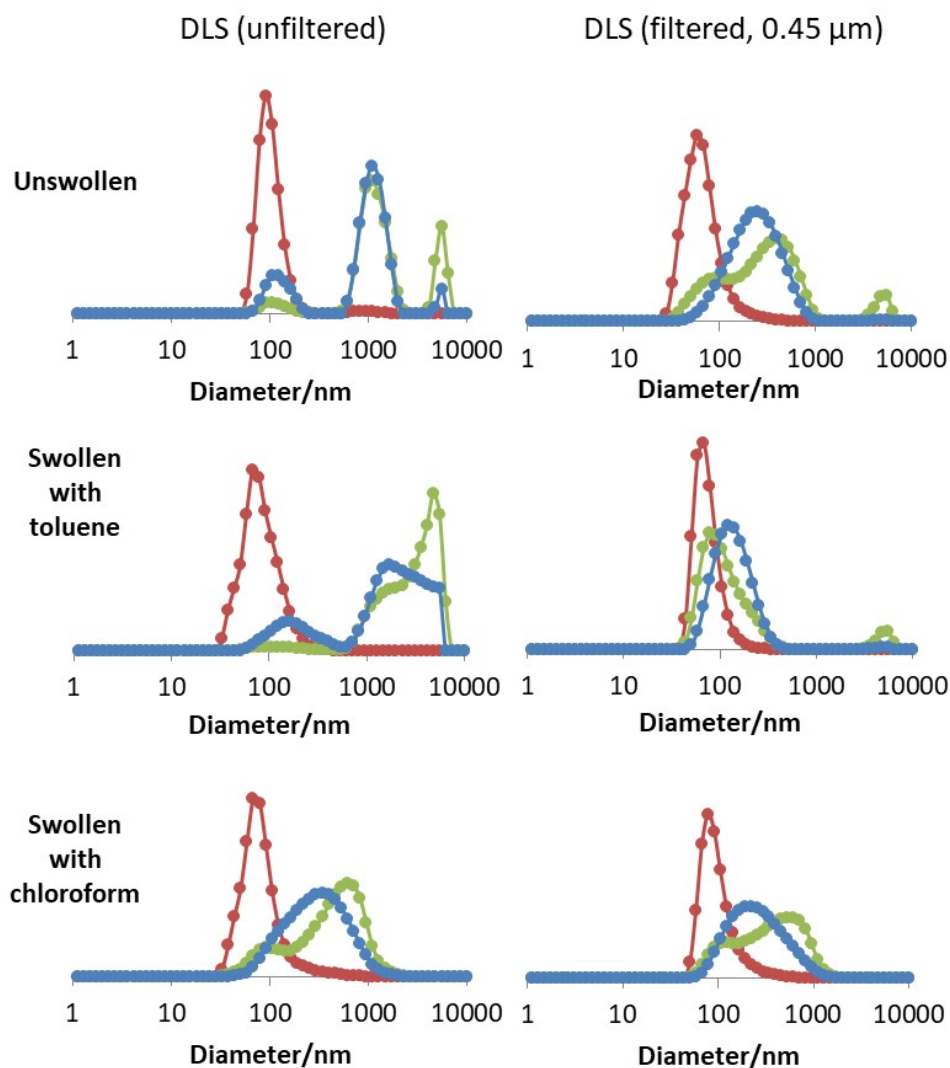 DLS (unfiltered)
DLS (filtered, 0.45 µm)
Unswollen
1 10 100 1000 10000
Diameter/nm
1 10 100 1000 10000
Diameter/nm
Swollen
with
toluene
1 10 100 1000 10000
Diameter/nm
1 10 100 1000 10000
Diameter/nm
Swollen
with
chloroform
1 10 100 1000 10000
Diameter/nm
1 10 100 1000 10000
Diameter/nm